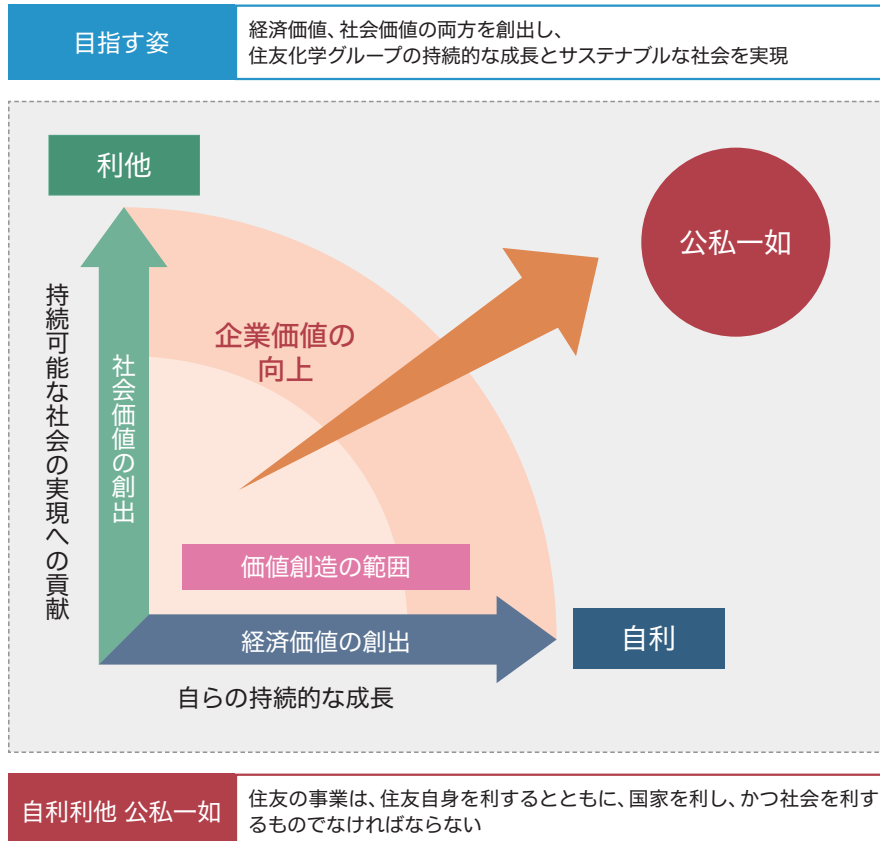 目指す姿
経済価値、社会価値の両方を創出し、
住友化学グループの持続的な成長とサステナブルな社会を実現
利他
公私一如
持続可能な社会の実現への貢献
社会価値の創出
企業価値の
向上
価値創造の範囲
経済価値の創出
自利
自らの持続的な成長
自利利他 公私一如
住友の事業は、住友自身を利するとともに、国家を利し、かつ社会を利す
るものでなければならない